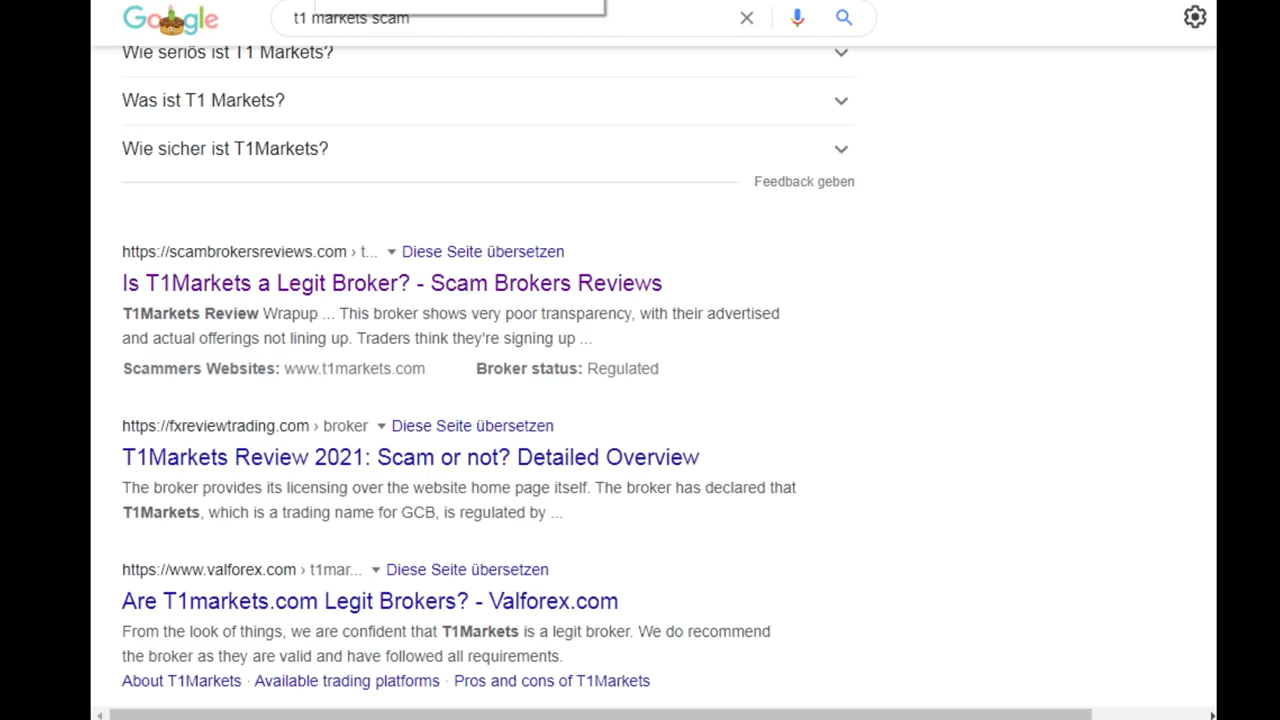 Google
t1 markets scam
Wie seriös ist T1 Markets?
Was ist T1 Markets?
Wie sicher ist T1Markets?
Feedback geben
https://scambrokersreviews.com › t... Diese Seite übersetzen
Is T1Markets a Legit Broker? - Scam Brokers Reviews
T1Markets Review Wrapup ... This broker shows very poor transparency, with their advertised
and actual offerings not lining up. Traders think they're signing up ...
Scammers Websites: www.t1markets.com Broker status: Regulated
https://fxreviewtrading.com › broker Diese Seite übersetzen
T1Markets Review 2021: Scam or not? Detailed Overview
The broker provides its licensing over the website home page itself. The broker has declared that
T1Markets, which is a trading name for GCB, is regulated by ...
https://www.valforex.com › t1mar... Diese Seite übersetzen
Are T1markets.com Legit Brokers? - Valforex.com
From the look of things, we are confident that T1Markets is a legit broker. We do recommend
the broker as they are valid and have followed all requirements.
About T1Markets · Available trading platforms · Pros and cons of T1Markets